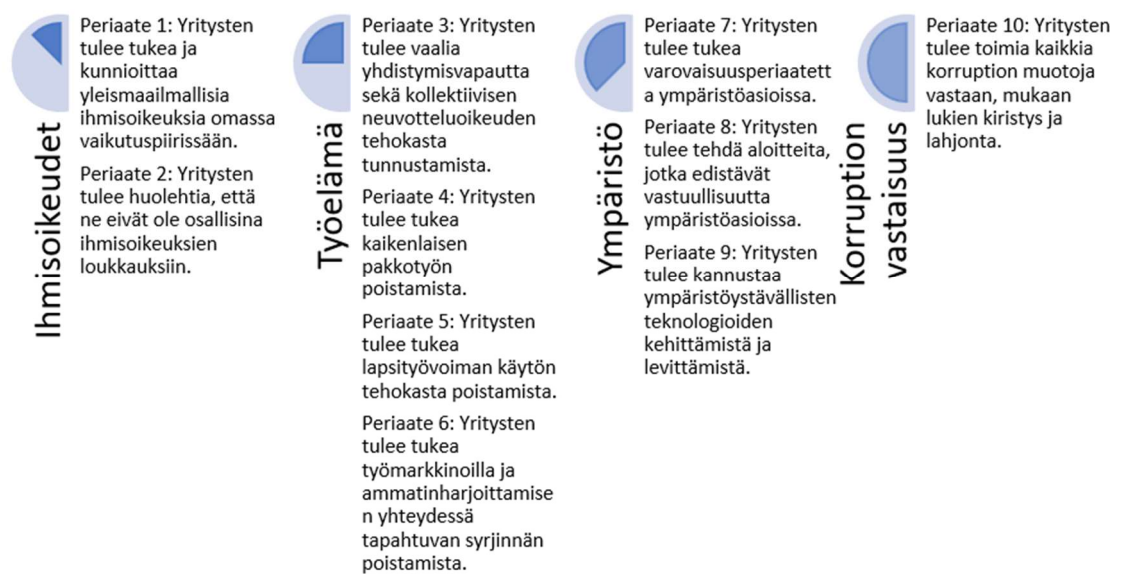 Ihmisoikeudet
Periaate 1: Yritysten
tulee tukea ja
kunnioittaa
yleismaailmallisia
ihmisoikeuksia omassa
vaikutuspiirissään.
Periaate 2: Yritysten
tulee huolehtia, että
ne eivät ole osallisina
ihmisoikeuksien
loukkauksiin.
Työelämä
Periaate 3: Yritysten
tulee vaalia
yhdistymisvapautta
sekä kollektiivisen
neuvotteluoikeuden
tehokasta
tunnustamista.
Periaate 4: Yritysten
tulee tukea
kaikenlaisen
pakkotyön
poistamista.
Periaate 5: Yritysten
tulee tukea
lapsityövoiman käytön
tehokasta poistamista.
Periaate 6: Yritysten
tulee tukea
työmarkkinoilla ja
ammatinharjoittamise
n yhteydessä
tapahtuvan syrjinnän
poistamista.
Ympäristö
Periaate 7: Yritysten
tulee tukea
varovaisuusperiaatett
a ympäristöasioissa.
Periaate 8: Yritysten
tulee tehdä aloitteita,
jotka edistävät
vastuullisuutta
ympäristöasioissa.
Periaate 9: Yritysten
tulee kannustaa
ympäristöystävällisten
teknologioiden
kehittämistä ja
levittämistä.
Korruption
vastaisuus
Periaate 10: Yritysten
tulee toimia kaikkia
korruption muotoja
vastaan, mukaan
lukien kiristys ja
lahjonta.